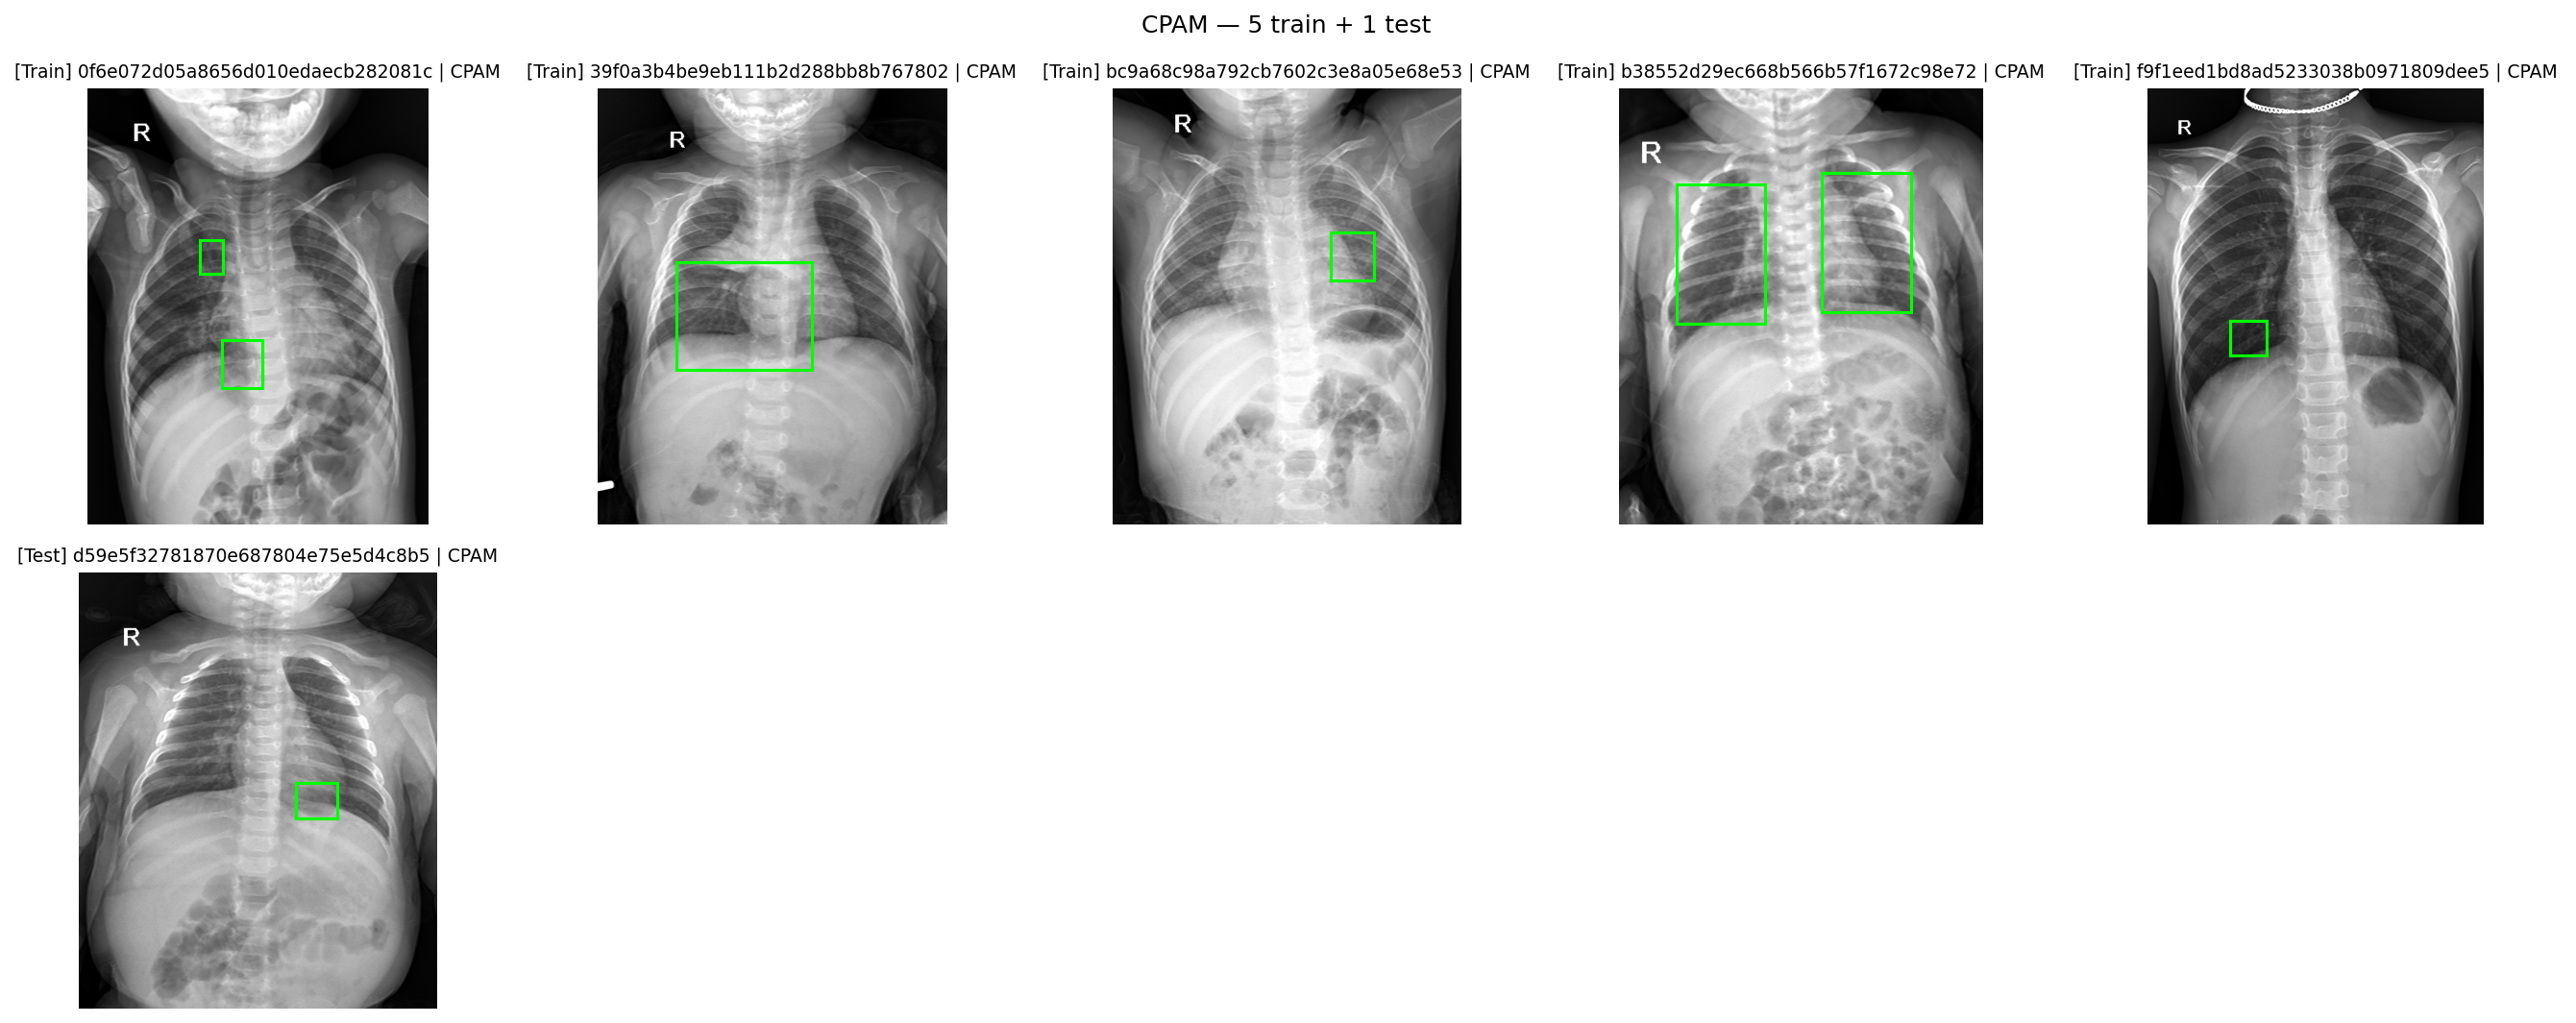 CPAM — 5 train + 1 test
[Train] 0f6e072d05a8656d010edaecb282081c | CPAM
[Train] 39f0a3b4be9eb111b2d288bb8b767802 | CPAM
[Train] bc9a68c98a792cb7602c3e8a05e68e53 | CPAM
[Train] b38552d29ec668b566b57f1672c98e72 | CPAM
[Train] f9f1eed1bd8ad5233038b0971809dee5 | CPAM
R
R
R
R
R
[Test] d59e5f32781870e687804e75e5d4c8b5 | CPAM
R